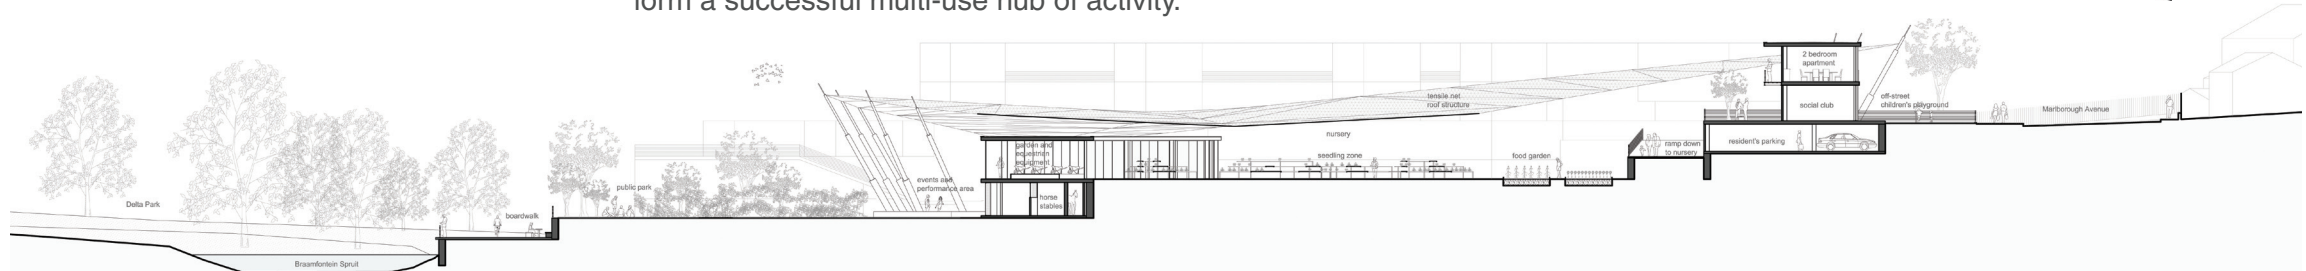 form a successful multi-use hub of activity.
2 bedroom
apartment
tensile net
roof structure
social club
off-street
children's playground
Marlborough Avenue
nursery
garden and
equestrian
equipment
resident's parking
ramp down
to nursery
seedling zone
food garden
events and
performance area
public park
horse
stables
Delta Park
boardwalk
Braamfontein Spruit